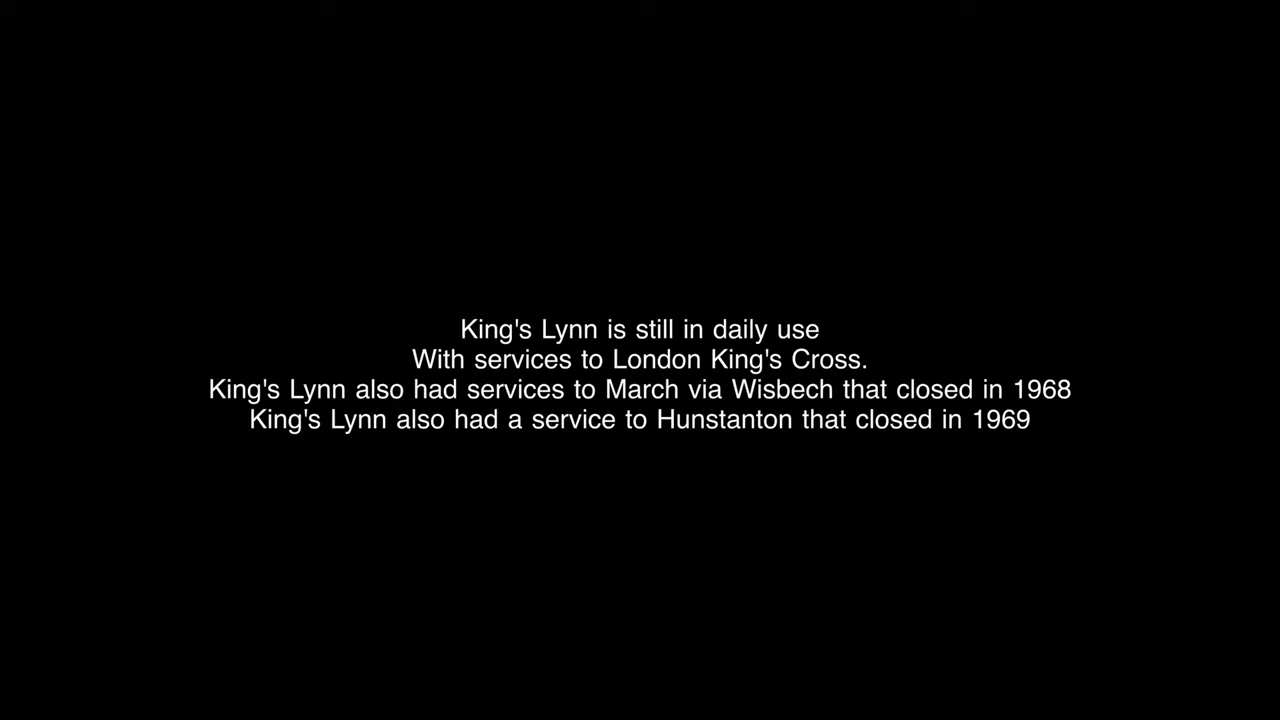 King's Lynn is still in daily use
With services to London King's Cross.
King's Lynn also had services to March via Wisbech that closed in 1968
King's Lynn also had a service to Hunstanton that closed in 1969